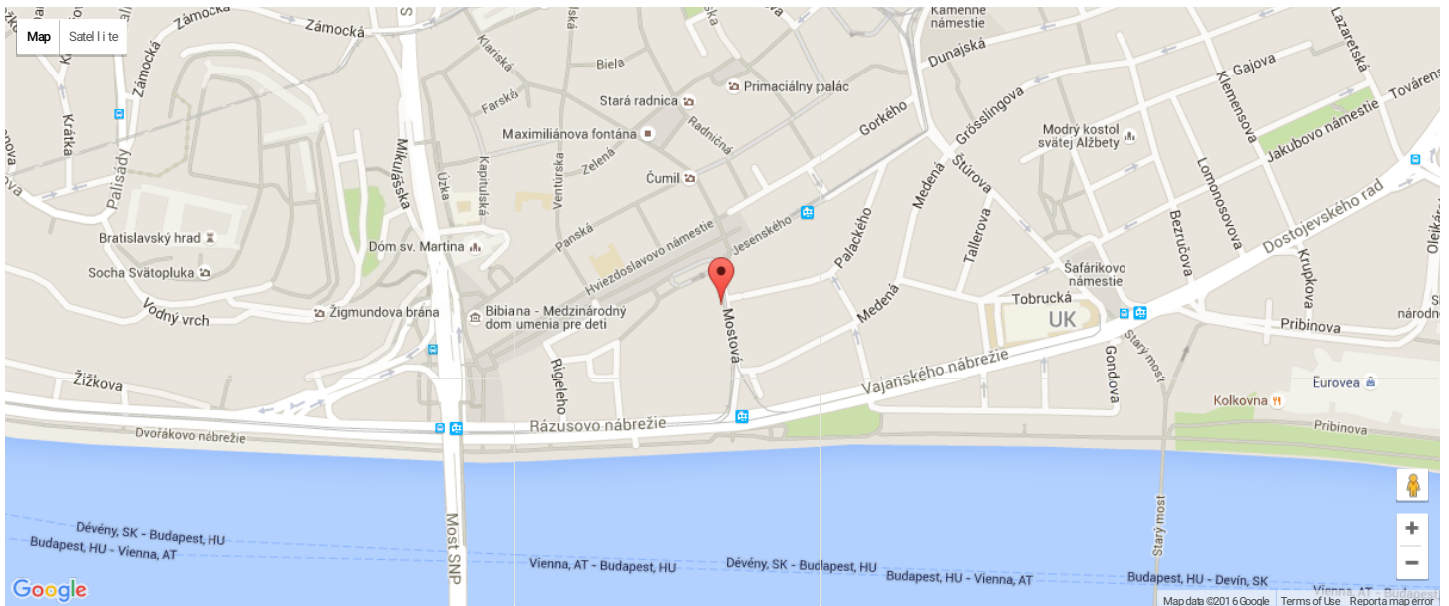 Zámocká
Kamenné
námestie
Map
Satellite
Zámocká
Lazaretská
Zámocká
Klariská
Biela
Dunajská
Gajova
Primaciálny palác
Klemensova
Továrens
Stará radnica
Farská
Gorkého
Grösslingova
Krátka
Maximiliánova fontána
Radničná
Modrý kostol
svätej Alžbety
Jakubovo námestie
Palisády
Mikulášska
Zelená
Úzka
Kapitulská
Ventúrska
Čumil
Medená
Štúrova
Lomonosovova
Bratislavský hrad
Panská
Hviezdoslavovo námestie
Jesenského
Palackého
Tallerova
Bezručova
Dostojevského rad
Dóm sv. Martina
Socha Svätopluka
Šafárikovo
námestie
Krupkova
Vodný vrch
Žigmundova brána
Bibiana - Medzinárodný
dom umenia pre deti
Mostová
Medená
Tobrucká
UK
Pribinova
Starý most
národn
Rigeleho
Vajanského nábrežie
Gondova
Žižkova
Eurovea
Kolkovna
Rázusovo nábrežie
Dvořákovo nábrežie
Pribinova
Most SNP
Starý most
Dévény, SK - Budapest, HU
Budapest, HU - Vienna, AT
Vienna, AT - Budapest, HU
Dévény, SK - Budapest, HU
Budapest, HU - Vienna, AT
Budapest, HU - Devín, SK
Vienna, AT - Budapest
Google
Map data ©2016 Google
Terms of Use
Report a map error